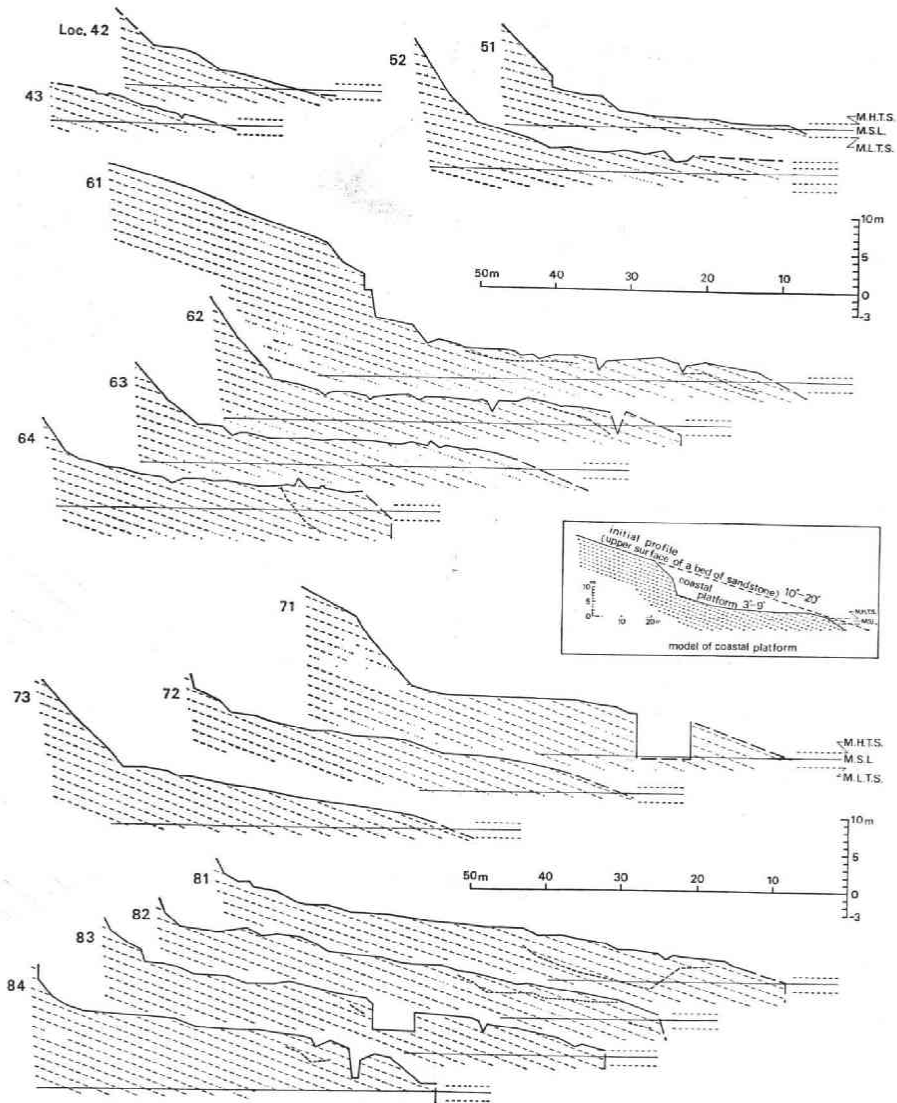 Loc. 42
43
52
51
M.H.T.S.
M.S.L.
M.L.T.S.
61
10m
5
0
-3
50m 40 30 20 10
62
63
64
initial profile
(upper surface of a bed of sandstone) 10°-20°
coastal
platform 3°-9°
10
5
0
10 20m
M.H.T.S.
M.S.L.
model of coastal platform
71
72
73
M.H.T.S.
M.S.L
M.L.T.S.
10m
5
0
-3
50m 40 30 20 10
81
82
83
84